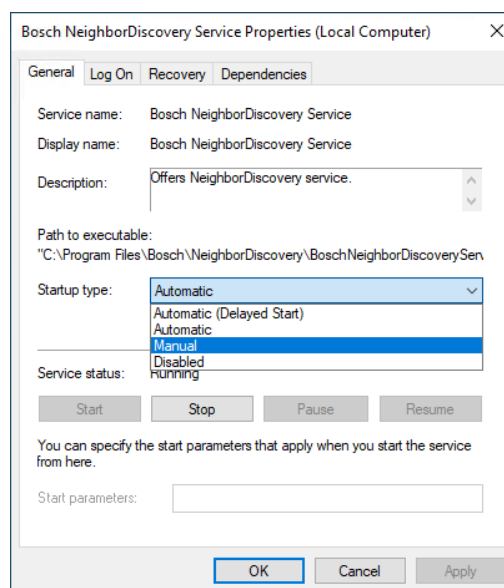 Bosch NeighborDiscovery Service Properties (Local Computer)
General Log On Recovery Dependencies
Service name: Bosch NeighborDiscovery Service
Display name: Bosch NeighborDiscovery Service
Description: Offers NeighborDiscovery service.
Path to executable:
"C:\Program Files\Bosch\NeighborDiscovery\BoschNeighborDiscoveryServ
Startup type: Automatic
Automatic (Delayed Start)
Automatic
Manual
Disabled
Service status: Running
Start Stop Pause Resume
You can specify the start parameters that apply when you start the service
from here.
Start parameters:
OK Cancel Apply